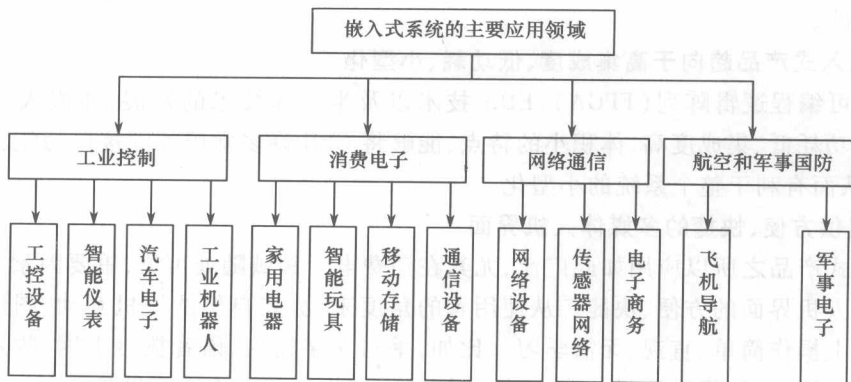 嵌入式系统的主要应用领域
工业控制
消费电子
网络通信
航空和军事国防
工控设备
智能仪表
汽车电子
工业机器人
家用电器
智能玩具
移动存储
通信设备
网络设备
传感器网络
电子商务
飞机导航
军事电子